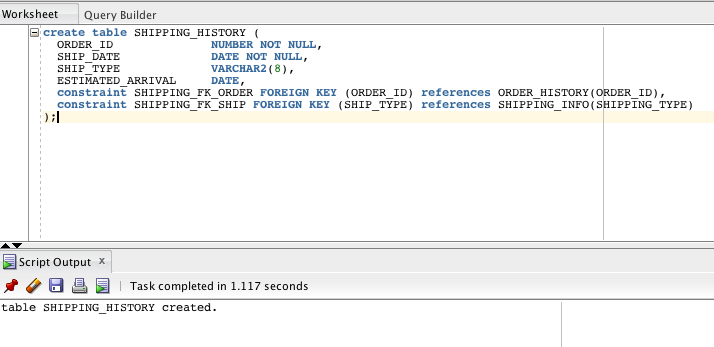 Worksheet Query Builder
create table SHIPPING_HISTORY (
ORDER_ID NUMBER NOT NULL,
SHIP_DATE DATE NOT NULL,
SHIP_TYPE VARCHAR2(8),
ESTIMATED_ARRIVAL DATE,
constraint SHIPPING_FK_ORDER FOREIGN KEY (ORDER_ID) references ORDER_HISTORY(ORDER_ID),
constraint SHIPPING_FK_SHIP FOREIGN KEY (SHIP_TYPE) references SHIPPING_INFO(SHIPPING_TYPE)
);
Script Output x
Task completed in 1.117 seconds
table SHIPPING_HISTORY created.